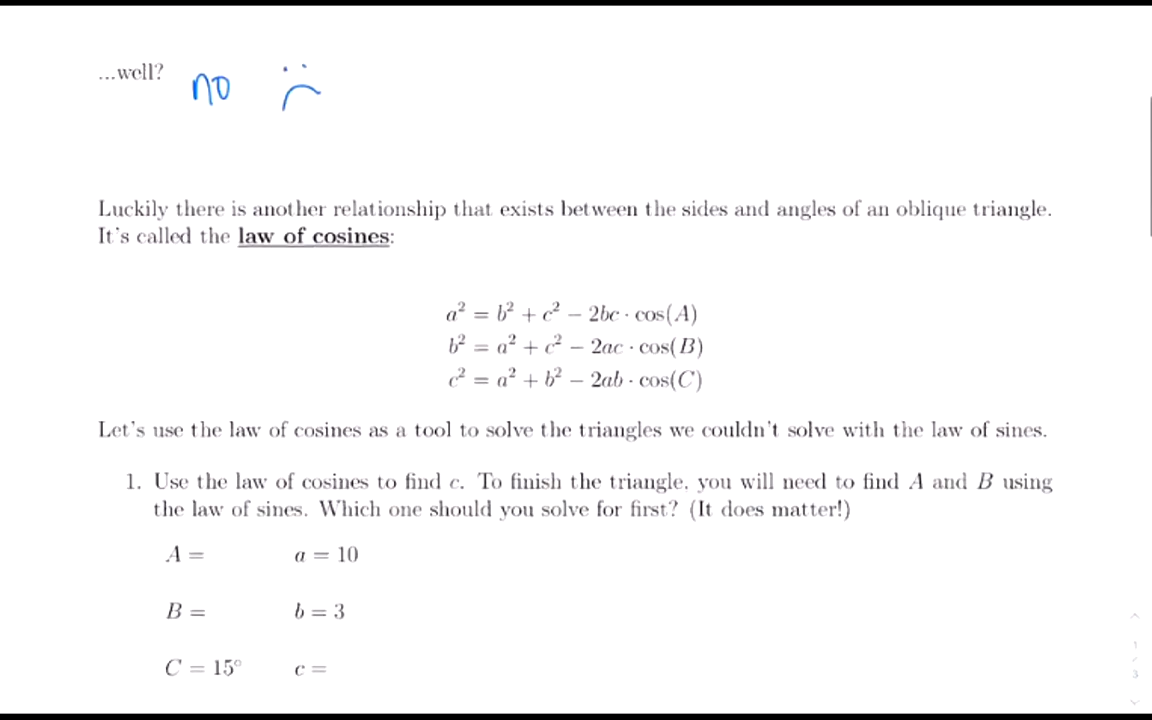 ...well? no
Luckily there is another relationship that exists between the sides and angles of an oblique triangle.
It's called the law of cosines:
a² = b² + c² − 2bc · cos(A)
b² = a² + c² − 2ac · cos(B)
c² = a² + b² − 2ab · cos(C)
Let's use the law of cosines as a tool to solve the triangles we couldn't solve with the law of sines.
1. Use the law of cosines to find c. To finish the triangle, you will need to find A and B using
the law of sines. Which one should you solve for first? (It does matter!)
A = a = 10
B = b = 3
C = 15° c =
1
/
3